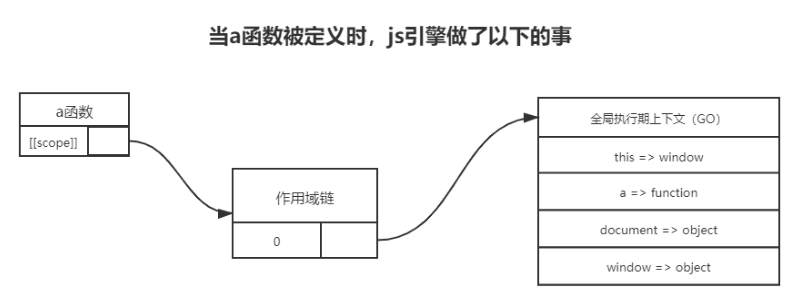 当a函数被定义时，js引擎做了以下的事
a函数
[[scope]]
作用域链
0
全局执行期上下文（GO）
this => window
a => function
document => object
window => object